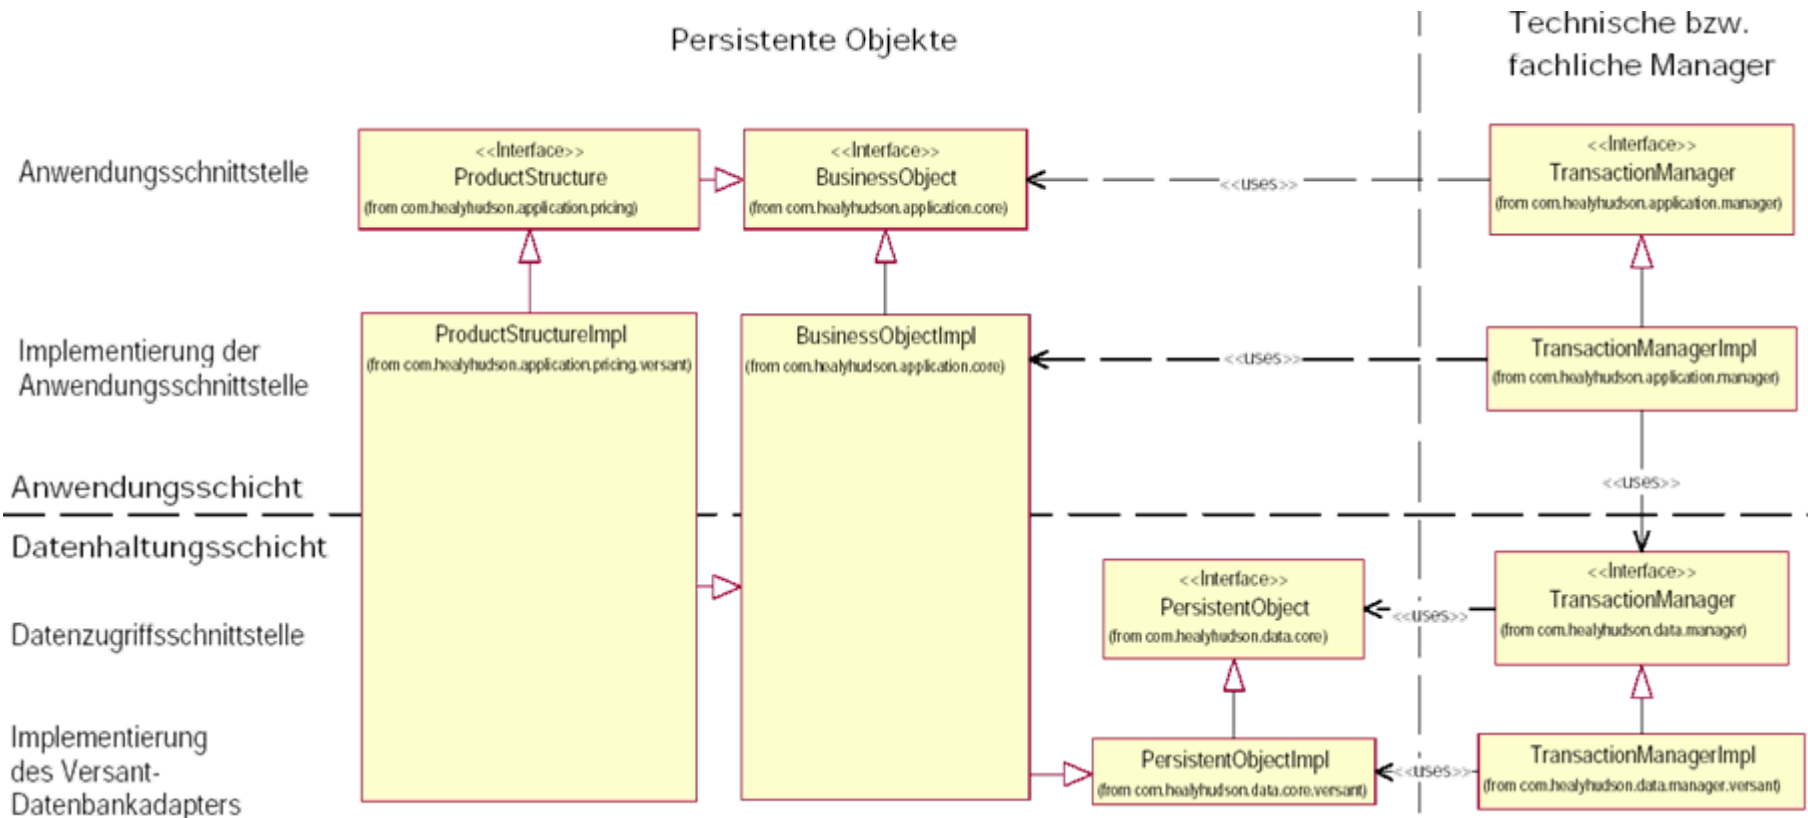 Persistente Objekte
Technische bzw.
fachliche Manager
Anwendungsschnittstelle
<<Interface>>
ProductStructure
(from com.healyhudson.application.pricing)
<<Interface>>
BusinessObject
(from com.healyhudson.application.core)
<<uses>>
<<Interface>>
TransactionManager
(from com.healyhudson.application.manager)
Implementierung der
Anwendungsschnittstelle
ProductStructureImpl
(from com.healyhudson.application.pricing.versant)
BusinessObjectImpl
(from com.healyhudson.application.core)
<<uses>>
TransactionManagerImpl
(from com.healyhudson.application.manager)
<<uses>>
Anwendungsschicht
Datenhaltungsschicht
Datenzugriffsschnittstelle
<<Interface>>
PersistentObject
(from com.healyhudson.data.core)
<<uses>>
<<Interface>>
TransactionManager
(from com.healyhudson.data.manager)
Implementierung
des Versant-
Datenbankadapters
PersistentObjectImpl
(from com.healyhudson.data.core.versant)
<<uses>>
TransactionManagerImpl
(from com.healyhudson.data.manager.versant)